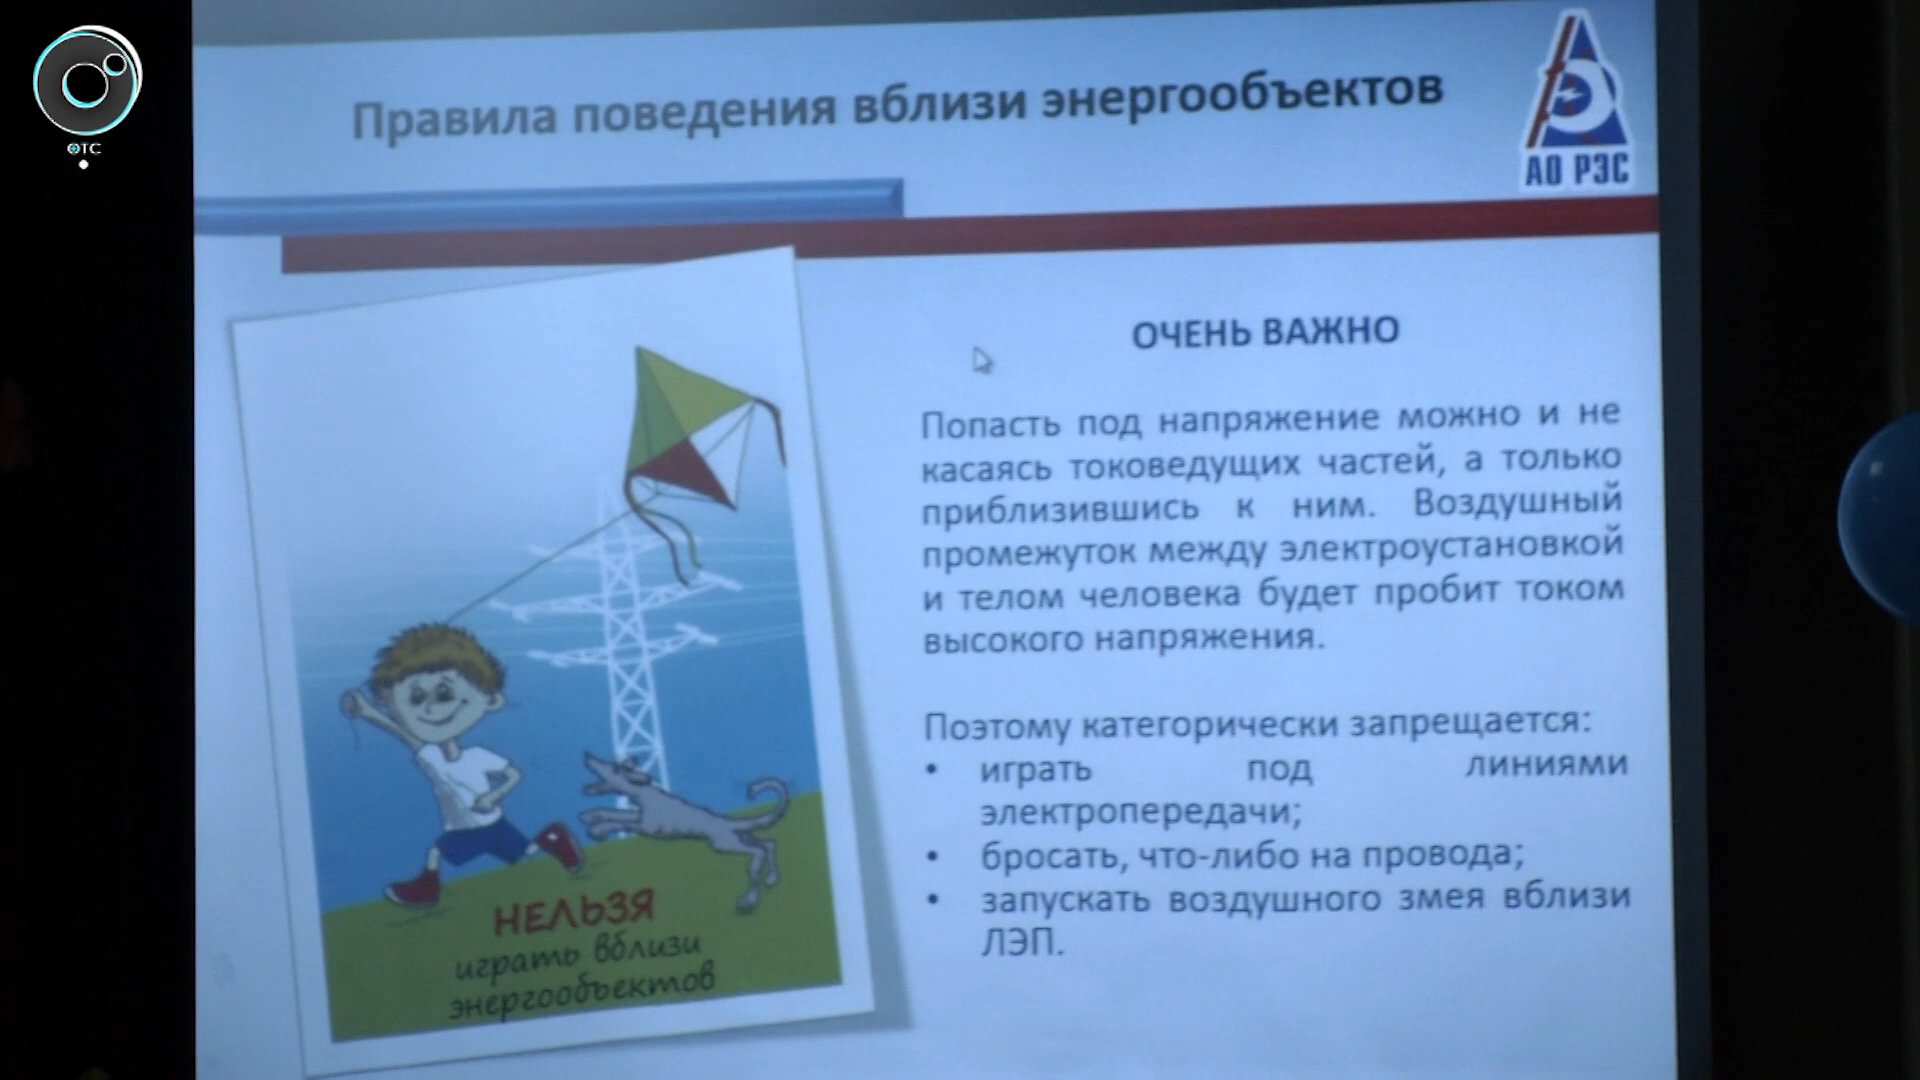 ОТС
Правила поведения вблизи энергообъектов
АО РЭС
ОЧЕНЬ ВАЖНО
Попасть под напряжение можно и не
касаясь токоведущих частей, а только
приблизившись к ним. Воздушный
промежуток между электроустановкой
и телом человека будет пробит током
высокого напряжения.
Поэтому категорически запрещается:
• играть под линиями
электропередачи;
• бросать, что-либо на провода;
• запускать воздушного змея вблизи
ЛЭП.
НЕЛЬЗЯ
играть вблизи
энергообъектов